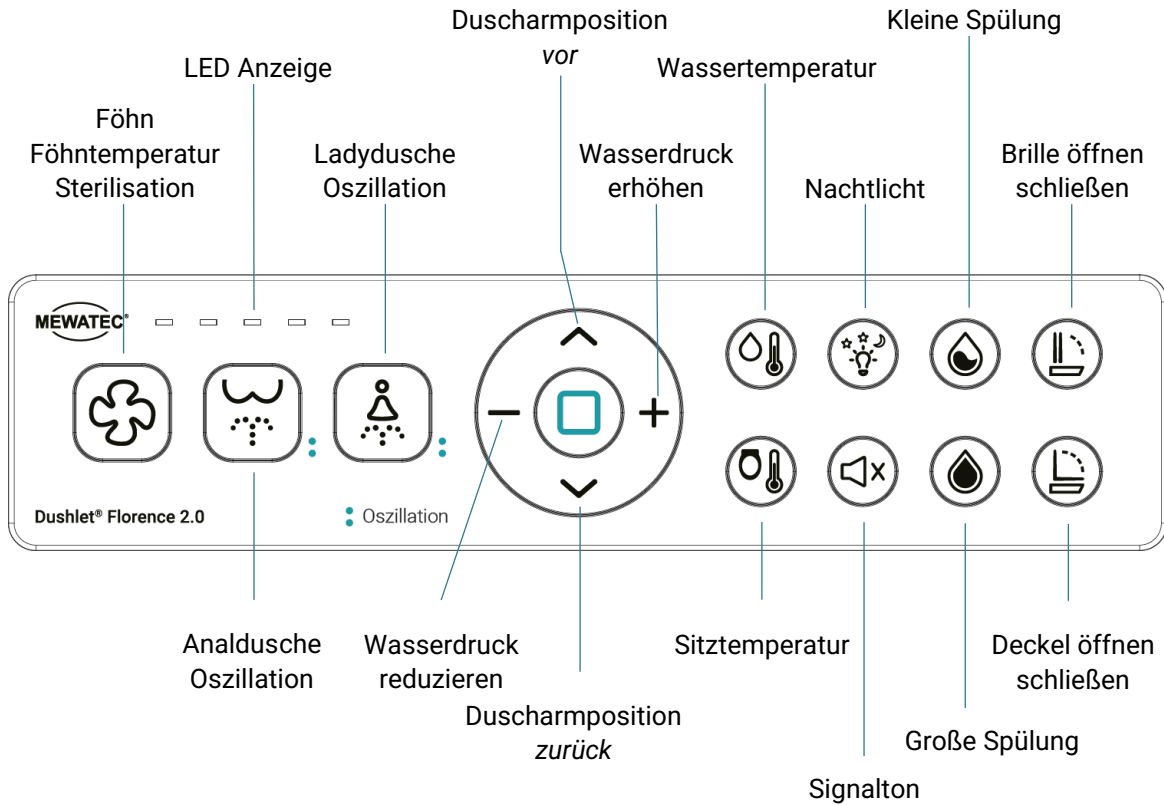 Duscharmposition
vor
Kleine Spülung
LED Anzeige
Wassertemperatur
Föhn
Föhntemperatur
Sterilisation
Ladydusche
Oszillation
Wasserdruck
erhöhen
Nachtlicht
Brille öffnen
schließen
MEWATEC®
Dushlet® Florence 2.0
Oszillation
Analdusche
Oszillation
Wasserdruck
reduzieren
Duscharmposition
zurück
Sitztemperatur
Signalton
Große Spülung
Deckel öffnen
schließen